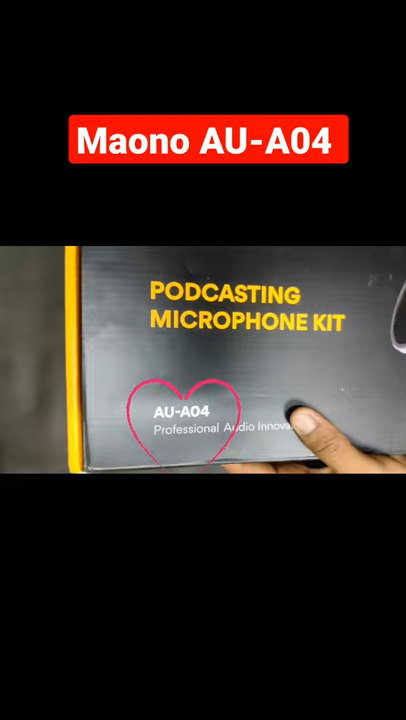 Maono AU-A04
PODCASTING
MICROPHONE KIT
AU-A04
Professional Audio